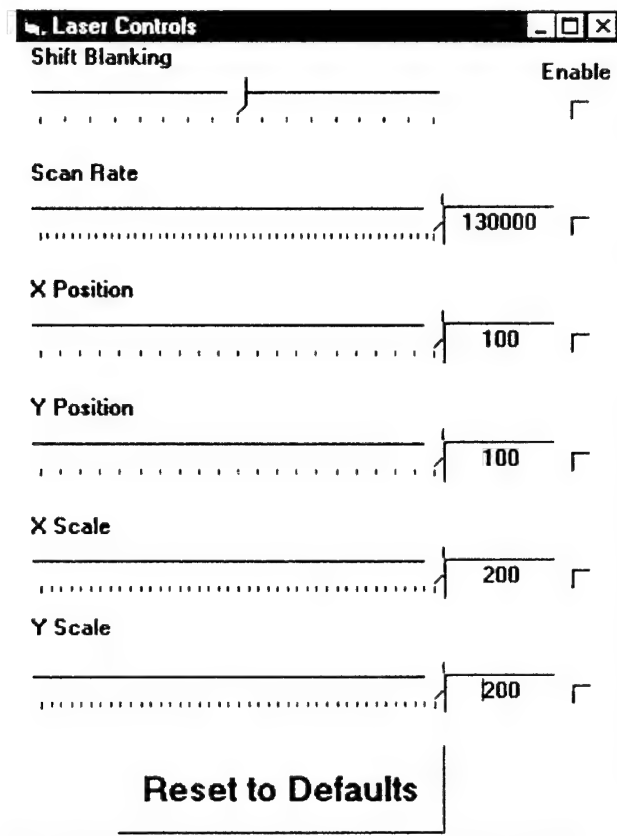 Laser Controls
Shift Blanking
Enable
Scan Rate
130000
X Position
100
Y Position
100
X Scale
200
Y Scale
200
Reset to Defaults